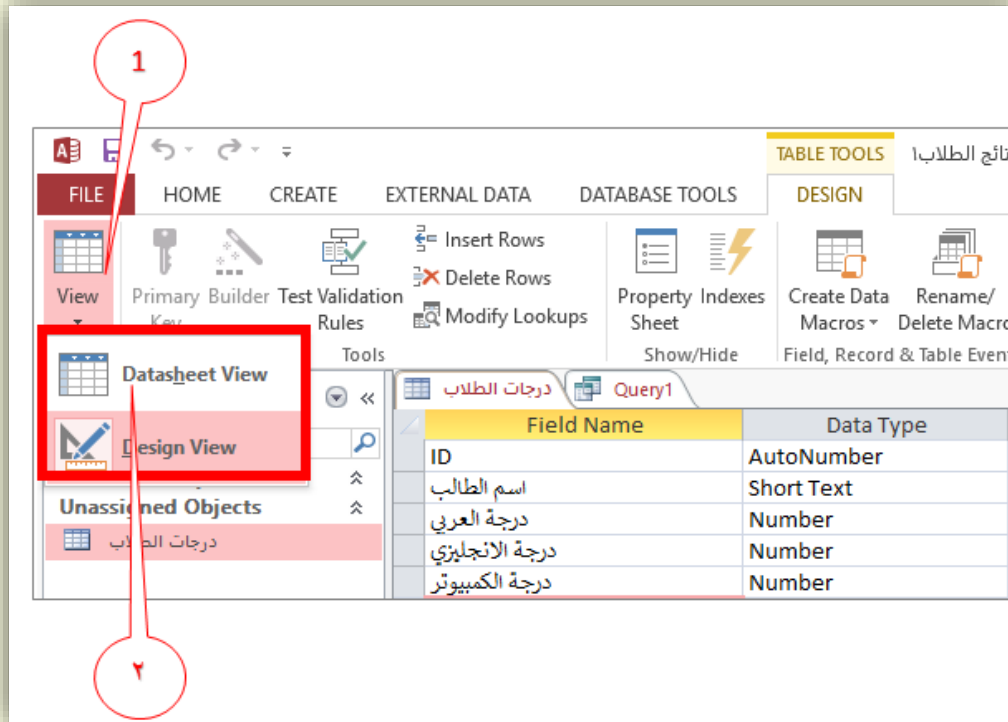 1
TABLE TOOLS
تائج الطلاب١
FILE
HOME
CREATE
EXTERNAL DATA
DATABASE TOOLS
DESIGN
View
Primary
Builder
Test Validation
Rules
Insert Rows
Delete Rows
Modify Lookups
Property
Sheet
Indexes
Create Data
Macros
Rename/
Delete Macro
Tools
Show/Hide
Field, Record & Table Even
Datasheet View
Design View
درجات الطلاب
Query1
Field Name
Data Type
ID
AutoNumber
اسم الطالب
Short Text
درجة العربي
Number
درجة الانجليزي
Number
درجة الكمبيوتر
Number
Unassigned Objects
درجات الطلاب
٢